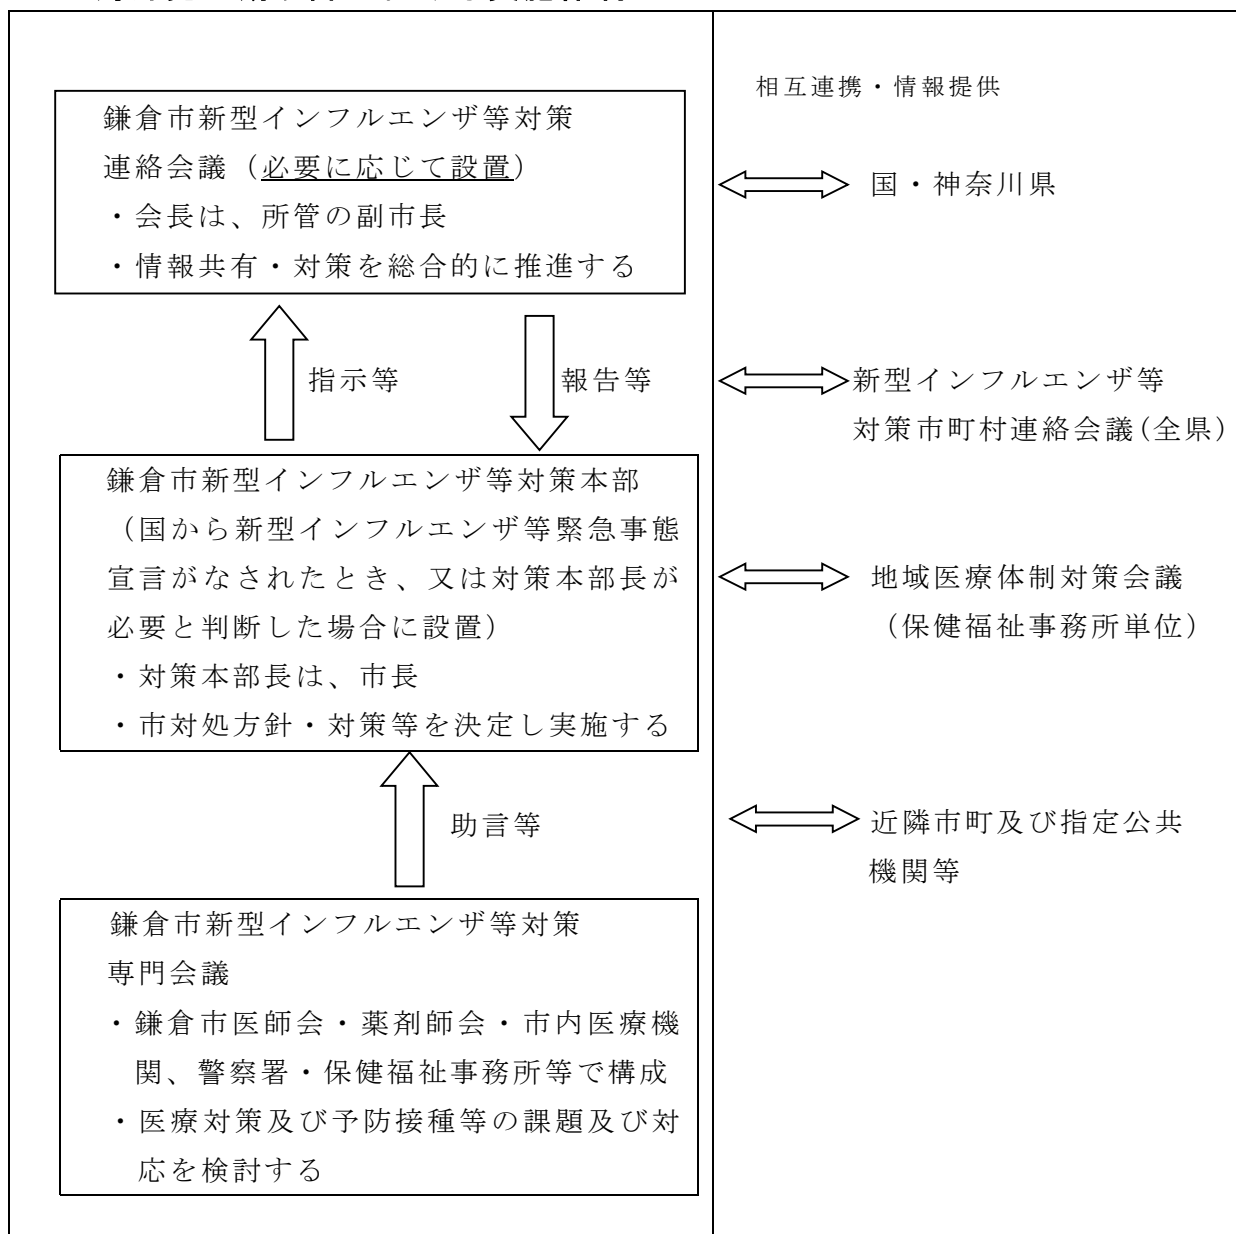 鎌倉市新型インフルエンザ等対策
連絡会議（必要に応じて設置）
・会長は、所管の副市長
・情報共有・対策を総合的に推進する
指示等
報告等
鎌倉市新型インフルエンザ等対策本部
（国から新型インフルエンザ等緊急事態
宣言がなされたとき、又は対策本部長が
必要と判断した場合に設置）
・対策本部長は、市長
・市対処方針・対策等を決定し実施する
助言等
鎌倉市新型インフルエンザ等対策
専門会議
・鎌倉市医師会・薬剤師会・市内医療機
関、警察署・保健福祉事務所等で構成
・医療対策及び予防接種等の課題及び対
応を検討する
相互連携・情報提供
国・神奈川県
新型インフルエンザ等
対策市町村連絡会議(全県）
地域医療体制対策会議
（保健福祉事務所単位）
近隣市町及び指定公共
機関等